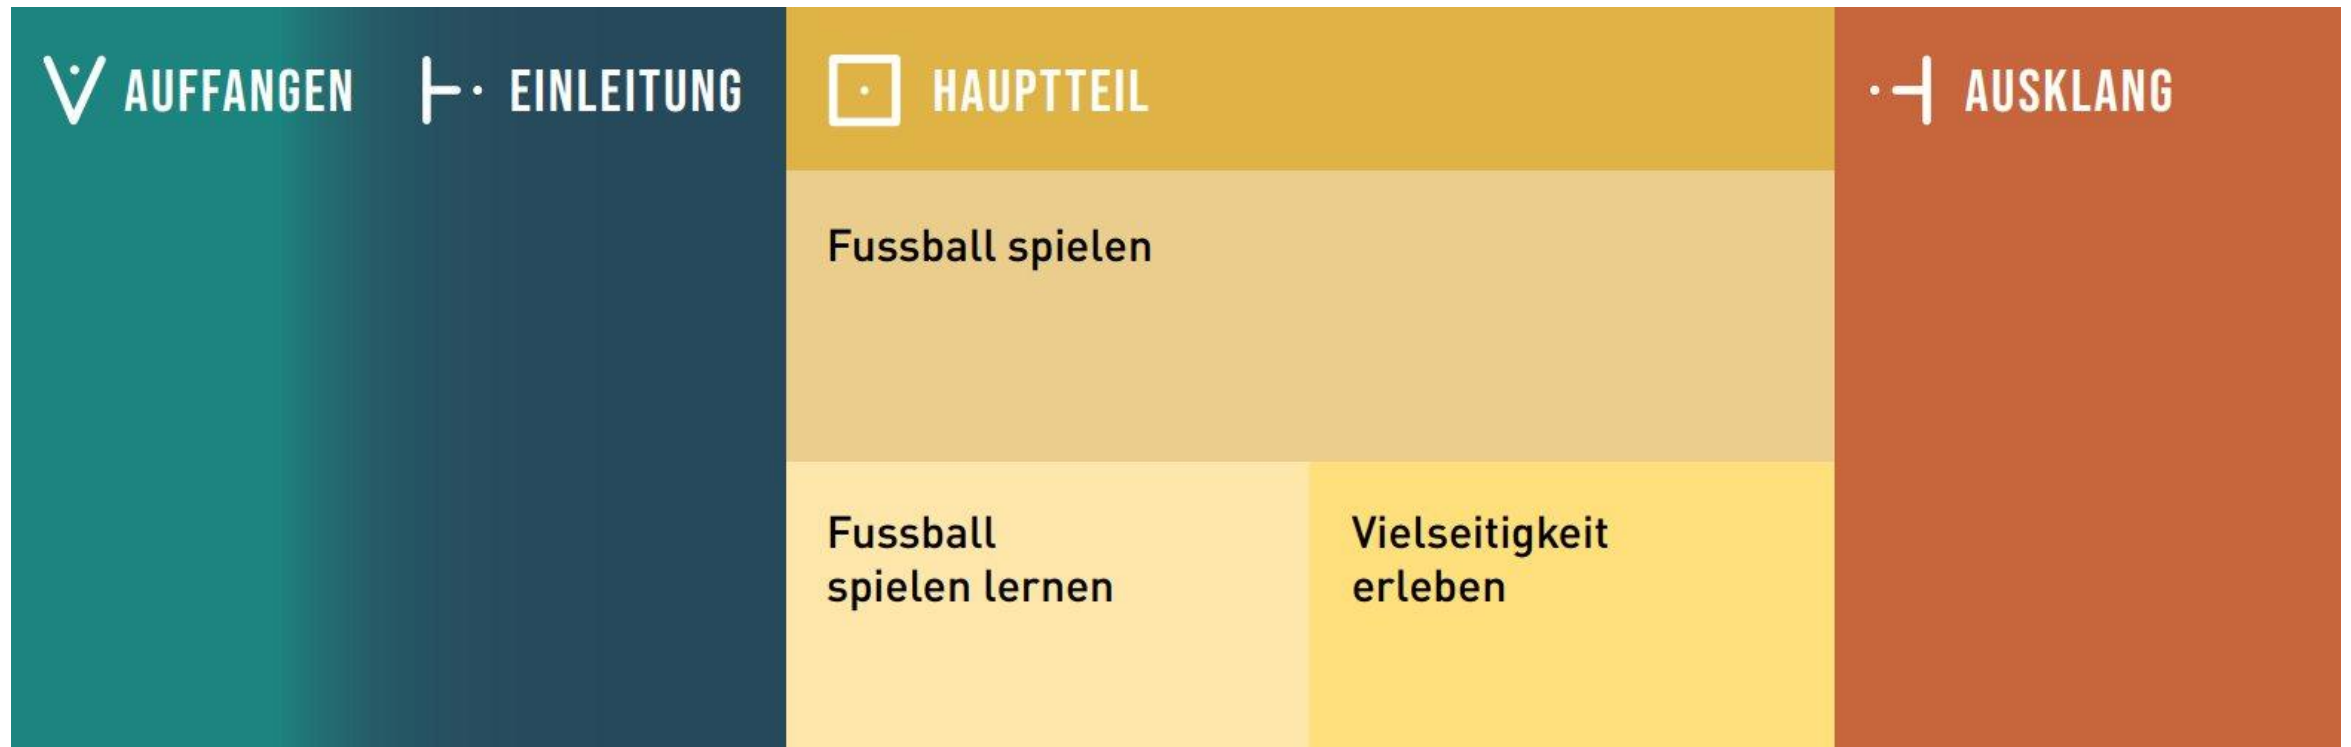 AUFFANGEN
EINLEITUNG
HAUPTTEIL
AUSKLANG
Fussball spielen
Fussball
spielen lernen
Vielseitigkeit
erleben